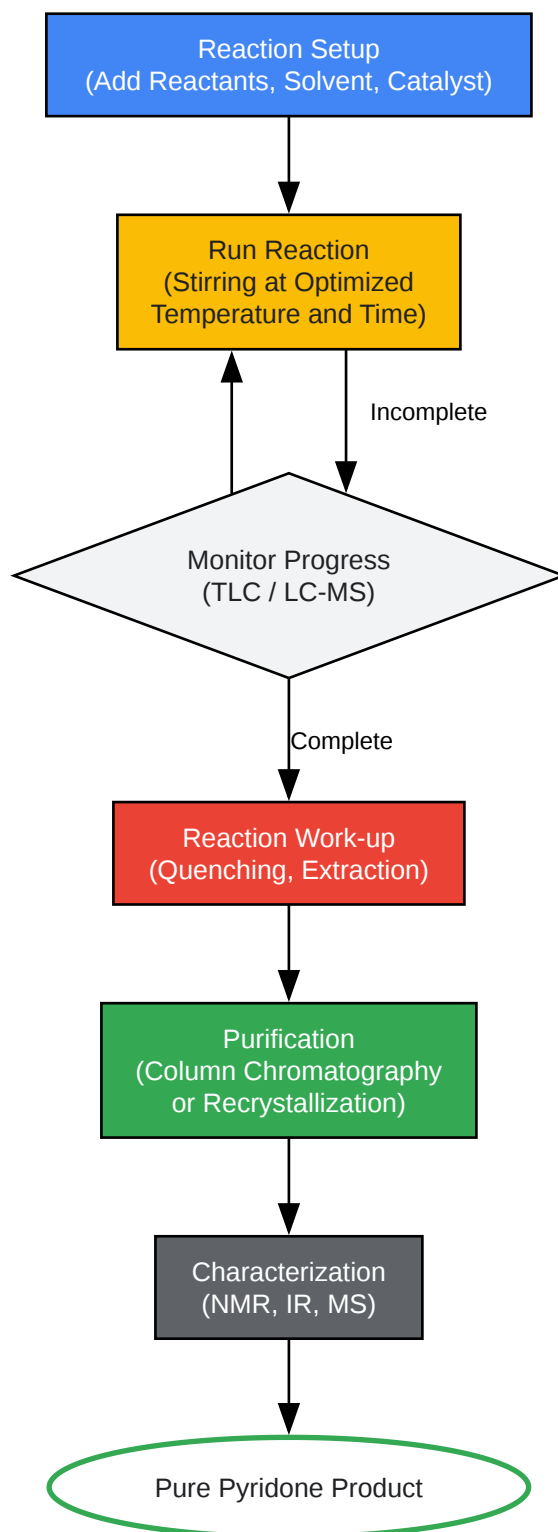 Reaction Setup
(Add Reactants, Solvent, Catalyst)
Run Reaction
(Stirring at Optimized
Temperature and Time)
Incomplete
Monitor Progress
(TLC / LC-MS)
Complete
Reaction Work-up
(Quenching, Extraction)
Purification
(Column Chromatography
or Recrystallization)
Characterization
(NMR, IR, MS)
Pure Pyridone Product